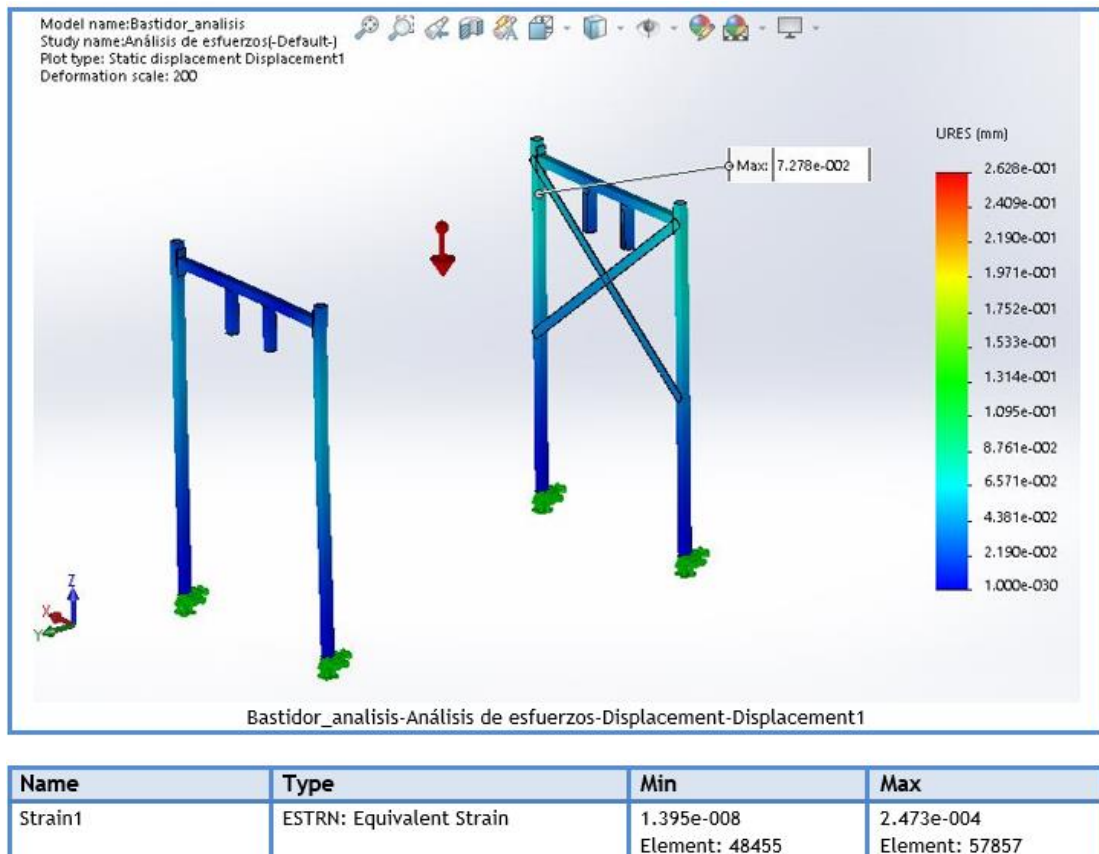 Model name:Bastidor_analisis
Study name:Análisis de esfuerzos(-Default-)
Plot type: Static displacement Displacement1
Deformation scale: 200
URES (mm)
2.628e-001
2.409e-001
2.190e-001
1.971e-001
1.752e-001
1.533e-001
1.314e-001
1.095e-001
8.761e-002
6.571e-002
4.381e-002
2.190e-002
1.000e-030
Max: 7.278e-002
Z
X
Y
Bastidor_analisis-Análisis de esfuerzos-Displacement-Displacement1
Name Type Min Max
Strain1 ESTRN: Equivalent Strain 1.395e-008 2.473e-004
Element: 48455 Element: 57857